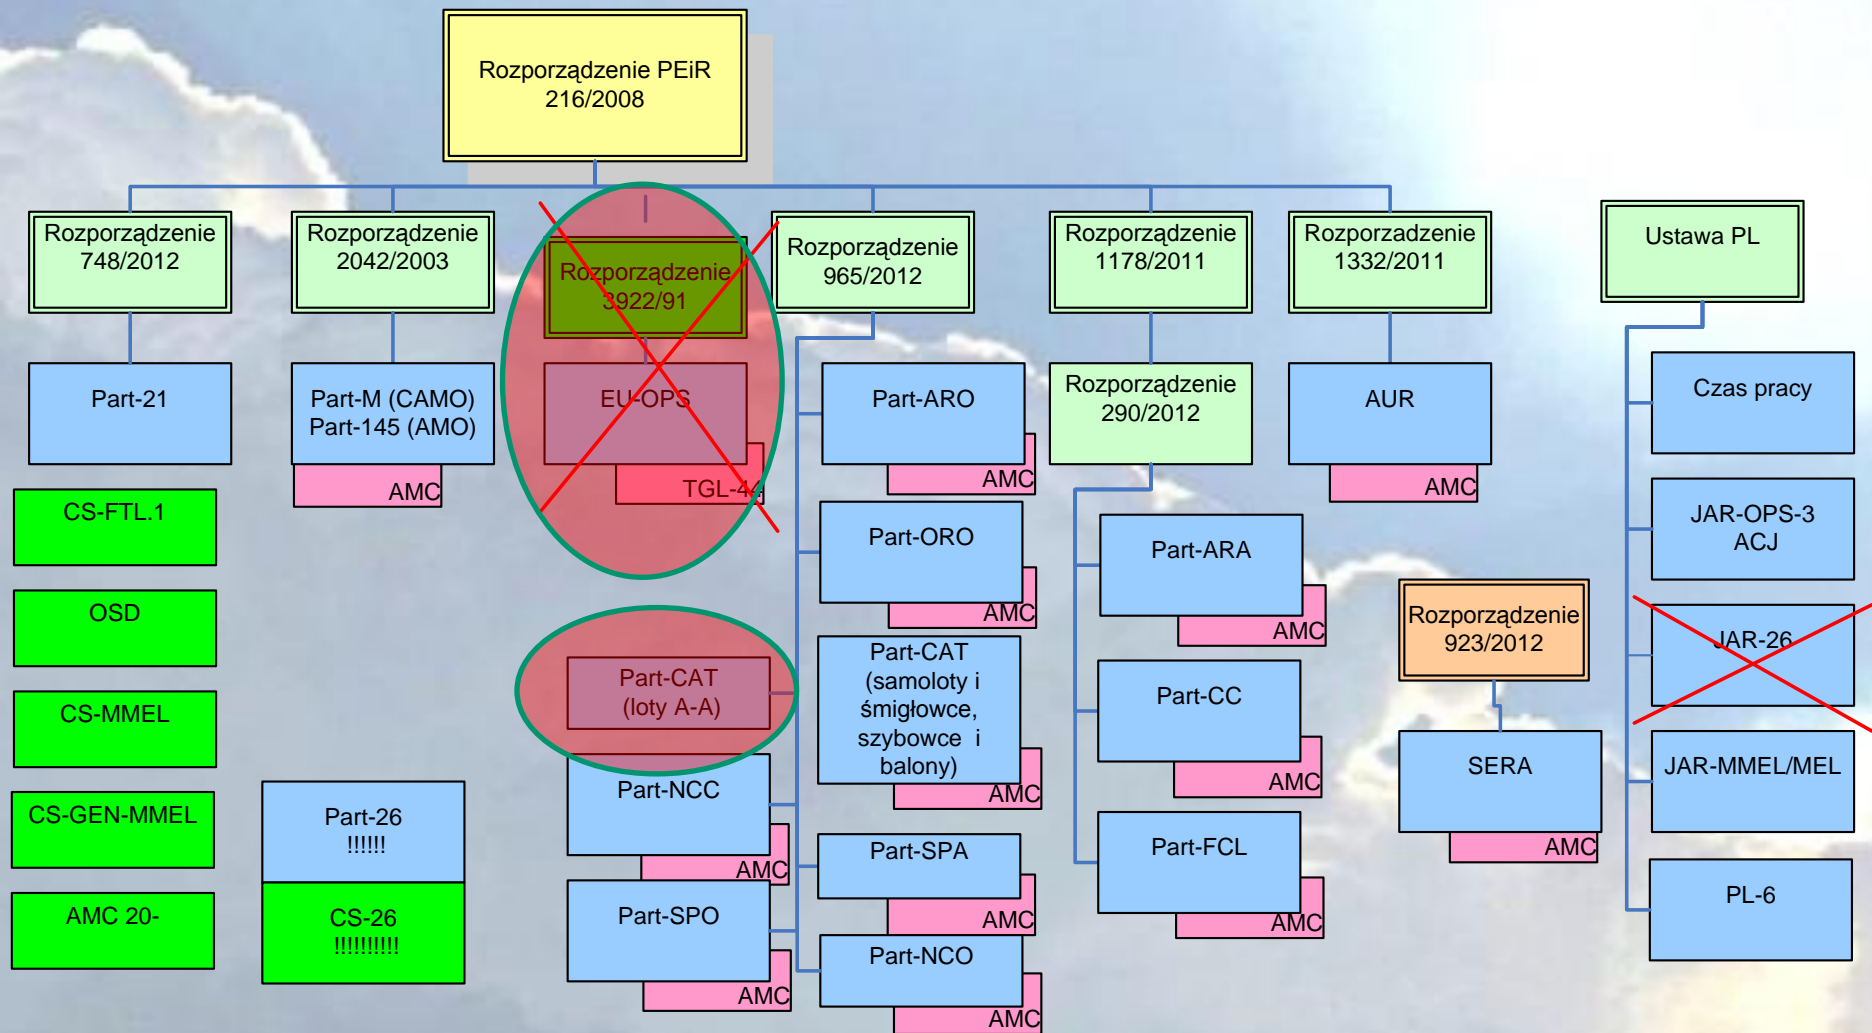 Rozporządzenie PEiR
216/2008
Rozporządzenie
748/2012
Rozporządzenie
2042/2003
Rozporządzenie
3922/91
Rozporządzenie
965/2012
Rozporządzenie
1178/2011
Rozporzadzenie
1332/2011
Ustawa PL
Part-21
Part-M (CAMO)
Part-145 (AMO)
AMC
EU-OPS
TGL-44
Part-ARO
AMC
Rozporządzenie
290/2012
AUR
AMC
Czas pracy
CS-FTL.1
Part-ORO
AMC
Part-ARA
AMC
JAR-OPS-3
ACJ
OSD
Part-CAT
(loty A-A)
Part-CAT
(samoloty i
śmigłowce,
szybowce i
balony)
AMC
Part-CC
AMC
Rozporządzenie
923/2012
JAR-26
CS-MMEL
Part-NCC
AMC
SERA
AMC
JAR-MMEL/MEL
CS-GEN-MMEL
Part-26
!!!!!!
Part-SPA
AMC
Part-FCL
AMC
AMC 20-
CS-26
!!!!!!!!!!
Part-SPO
AMC
Part-NCO
AMC
PL-6